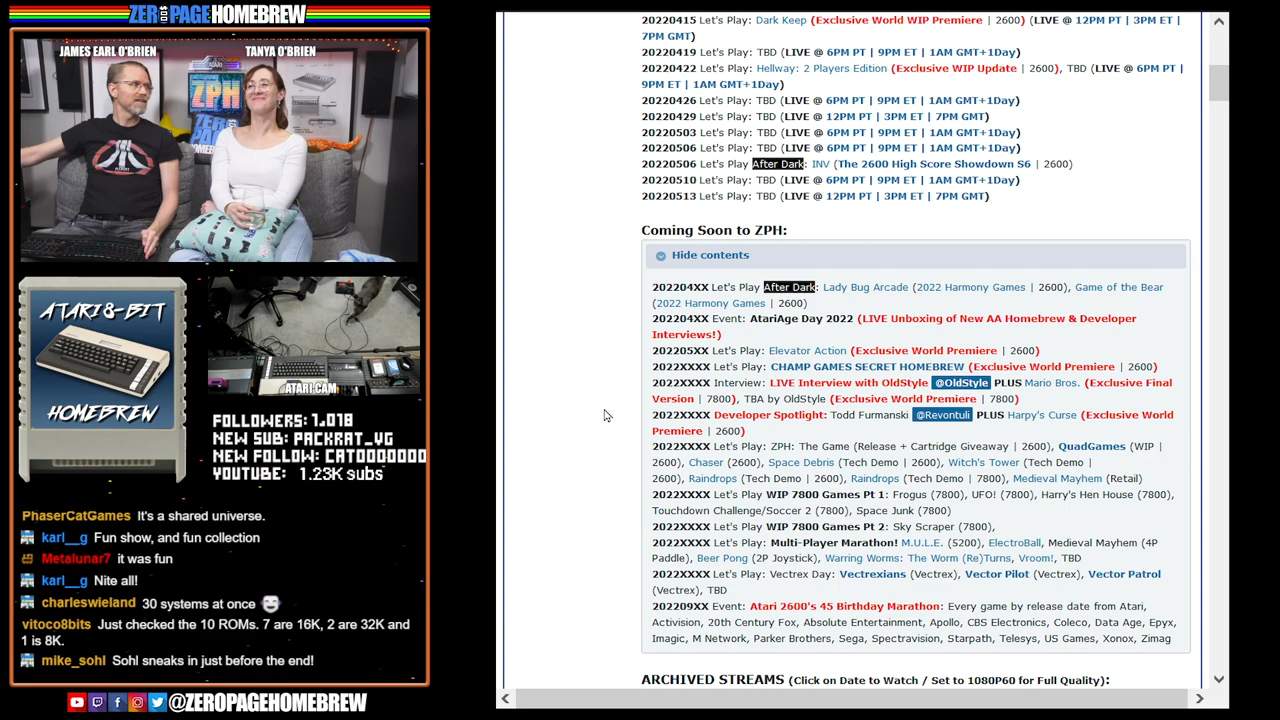 ZEROPAGE HOMEBREW
JAMES EARL O'BRIEN
TANYA O'BRIEN
ATARI
ZPH
ATARI 8-BIT
HOMEBREW
ATARI CAM
FOLLOWERS: 1,018
NEW SUB: PACKRAT_VG
NEW FOLLOW: CATOOOOOOO
YOUTUBE: 1.23K subs
PhaserCatGames It's a shared universe.
karl__g Fun show, and fun collection
Metalunar7 it was fun
karl__g Nite all!
charleswieland 30 systems at once
vitoco8bits Just checked the 10 ROMs. 7 are 16K, 2 are 32K and
1 is 8K.
mike_sohl Sohl sneaks in just before the end!
@ZEROPAGEHOMEBREW
20220415 Let's Play: Dark Keep (Exclusive World WIP Premiere | 2600) (LIVE @ 12PM PT | 3PM ET |
7PM GMT)
20220419 Let's Play: TBD (LIVE @ 6PM PT | 9PM ET | 1AM GMT+1Day)
20220422 Let's Play: Hellway: 2 Players Edition (Exclusive WIP Update | 2600), TBD (LIVE @ 6PM PT |
9PM ET | 1AM GMT+1Day)
20220426 Let's Play: TBD (LIVE @ 6PM PT | 9PM ET | 1AM GMT+1Day)
20220429 Let's Play: TBD (LIVE @ 12PM PT | 3PM ET | 7PM GMT)
20220503 Let's Play: TBD (LIVE @ 6PM PT | 9PM ET | 1AM GMT+1Day)
20220506 Let's Play: TBD (LIVE @ 6PM PT | 9PM ET | 1AM GMT+1Day)
20220506 Let's Play After Dark: INV (The 2600 High Score Showdown S6 | 2600)
20220510 Let's Play: TBD (LIVE @ 6PM PT | 9PM ET | 1AM GMT+1Day)
20220513 Let's Play: TBD (LIVE @ 12PM PT | 3PM ET | 7PM GMT)
Coming Soon to ZPH:
Hide contents
202204XX Let's Play After Dark: Lady Bug Arcade (2022 Harmony Games | 2600), Game of the Bear
(2022 Harmony Games | 2600)
202204XX Event: AtariAge Day 2022 (LIVE Unboxing of New AA Homebrew & Developer
Interviews!)
202205XX Let's Play: Elevator Action (Exclusive World Premiere | 2600)
2022XXXX Let's Play: CHAMP GAMES SECRET HOMEBREW (Exclusive World Premiere | 2600)
2022XXXX Interview: LIVE Interview with OldStyle @OldStyle PLUS Mario Bros. (Exclusive Final
Version | 7800), TBA by OldStyle (Exclusive World Premiere | 7800)
2022XXXX Developer Spotlight: Todd Furmanski @Revontuli PLUS Harpy's Curse (Exclusive World
Premiere | 2600)
2022XXXX Let's Play: ZPH: The Game (Release + Cartridge Giveaway | 2600), QuadGames (WIP |
2600), Chaser (2600), Space Debris (Tech Demo | 2600), Witch's Tower (Tech Demo |
2600), Raindrops (Tech Demo | 2600), Raindrops (Tech Demo | 7800), Medieval Mayhem (Retail)
2022XXXX Let's Play WIP 7800 Games Pt 1: Frogus (7800), UFO! (7800), Harry's Hen House (7800),
Touchdown Challenge/Soccer 2 (7800), Space Junk (7800)
2022XXXX Let's Play WIP 7800 Games Pt 2: Sky Scraper (7800),
2022XXXX Let's Play: Multi-Player Marathon! M.U.L.E. (5200), ElectroBall, Medieval Mayhem (4P
Paddle), Beer Pong (2P Joystick), Warring Worms: The Worm (Re)Turns, Vroom!, TBD
2022XXXX Let's Play: Vectrex Day: Vectrexians (Vectrex), Vector Pilot (Vectrex), Vector Patrol
(Vectrex), TBD
202209XX Event: Atari 2600's 45 Birthday Marathon: Every game by release date from Atari,
Activision, 20th Century Fox, Absolute Entertainment, Apollo, CBS Electronics, Coleco, Data Age, Epyx,
Imagic, M Network, Parker Brothers, Sega, Spectravision, Starpath, Telesys, US Games, Xonox, Zimag
ARCHIVED STREAMS (Click on Date to Watch / Set to 1080P60 for Full Quality):